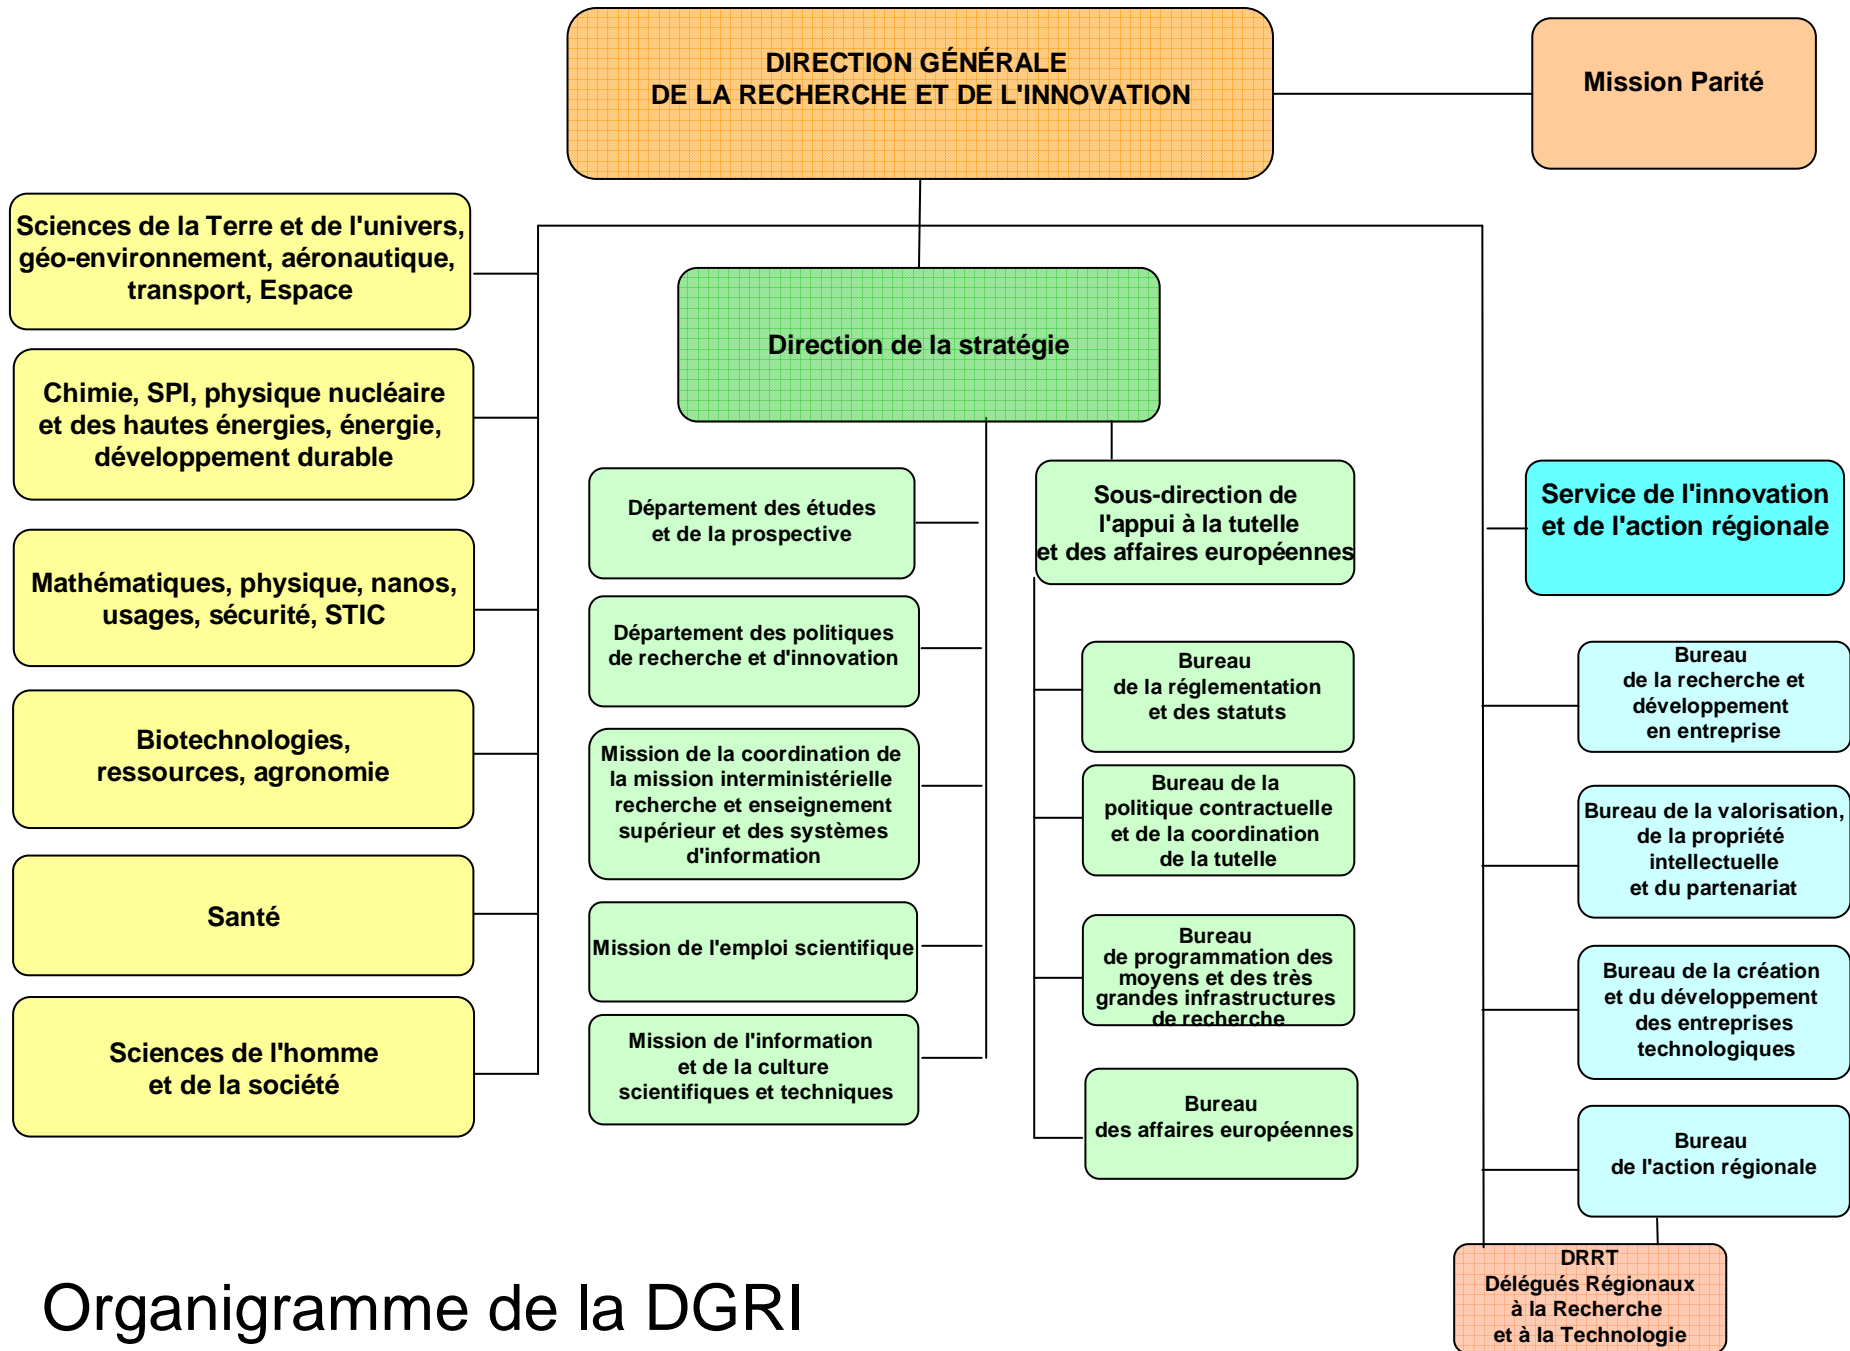 DIRECTION GÉNÉRALE
DE LA RECHERCHE ET DE L'INNOVATION
Mission Parité
Sciences de la Terre et de l'univers,
géo-environnement, aéronautique,
transport, Espace
Chimie, SPI, physique nucléaire
et des hautes énergies, énergie,
développement durable
Mathématiques, physique, nanos,
usages, sécurité, STIC
Biotechnologies,
ressources, agronomie
Santé
Sciences de l'homme
et de la société
Direction de la stratégie
Département des études
et de la prospective
Département des politiques
de recherche et d'innovation
Mission de la coordination de
la mission interministérielle
recherche et enseignement
supérieur et des systèmes
d'information
Mission de l'emploi scientifique
Mission de l'information
et de la culture
scientifiques et techniques
Sous-direction de
l'appui à la tutelle
et des affaires européennes
Bureau
de la réglementation
et des statuts
Bureau de la
politique contractuelle
et de la coordination
de la tutelle
Bureau
de programmation des
moyens et des très
grandes infrastructures
de recherche
Bureau
des affaires européennes
Service de l'innovation
et de l'action régionale
Bureau
de la recherche et
développement
en entreprise
Bureau de la valorisation,
de la propriété
intellectuelle
et du partenariat
Bureau de la création
et du développement
des entreprises
technologiques
Bureau
de l'action régionale
DRRT
Délégués Régionaux
à la Recherche
et à la Technologie
Organigramme de la DGRI